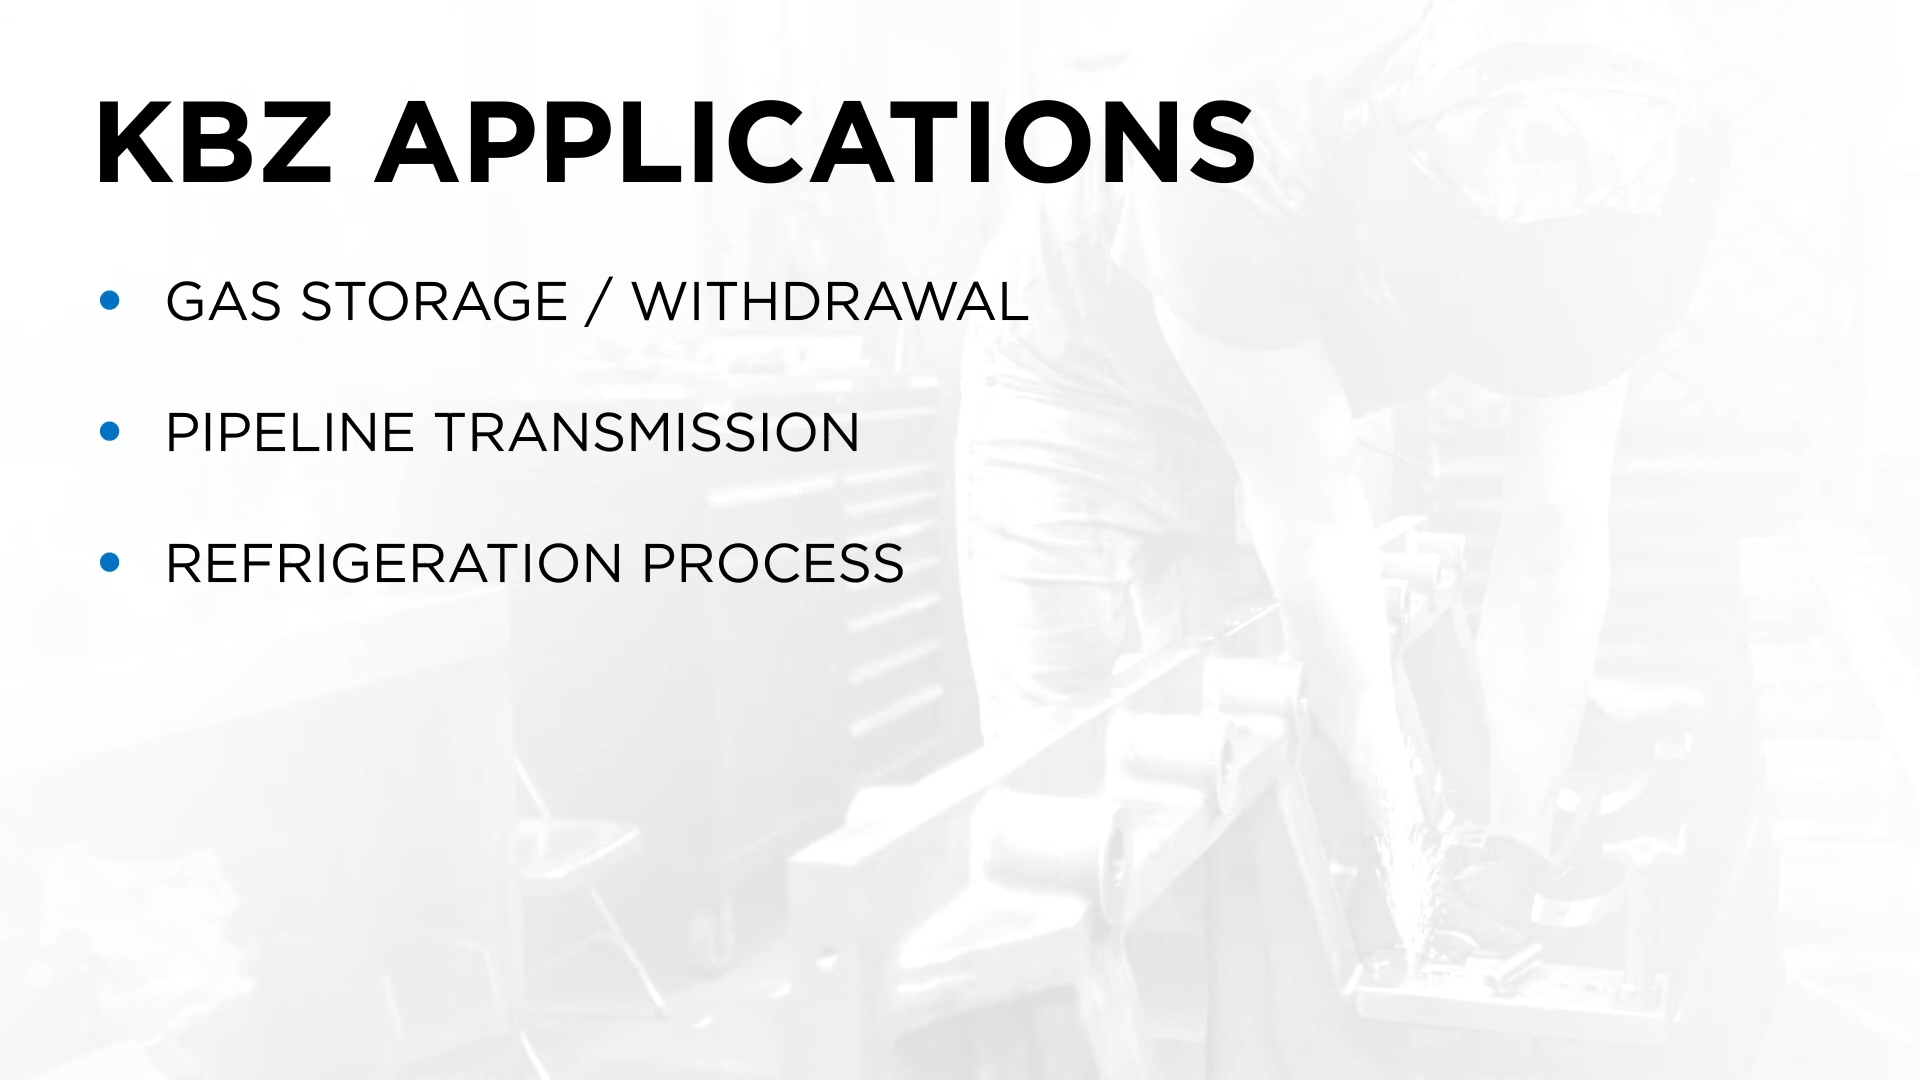 KBZ APPLICATIONS
• GAS STORAGE / WITHDRAWAL
• PIPELINE TRANSMISSION
• REFRIGERATION PROCESS